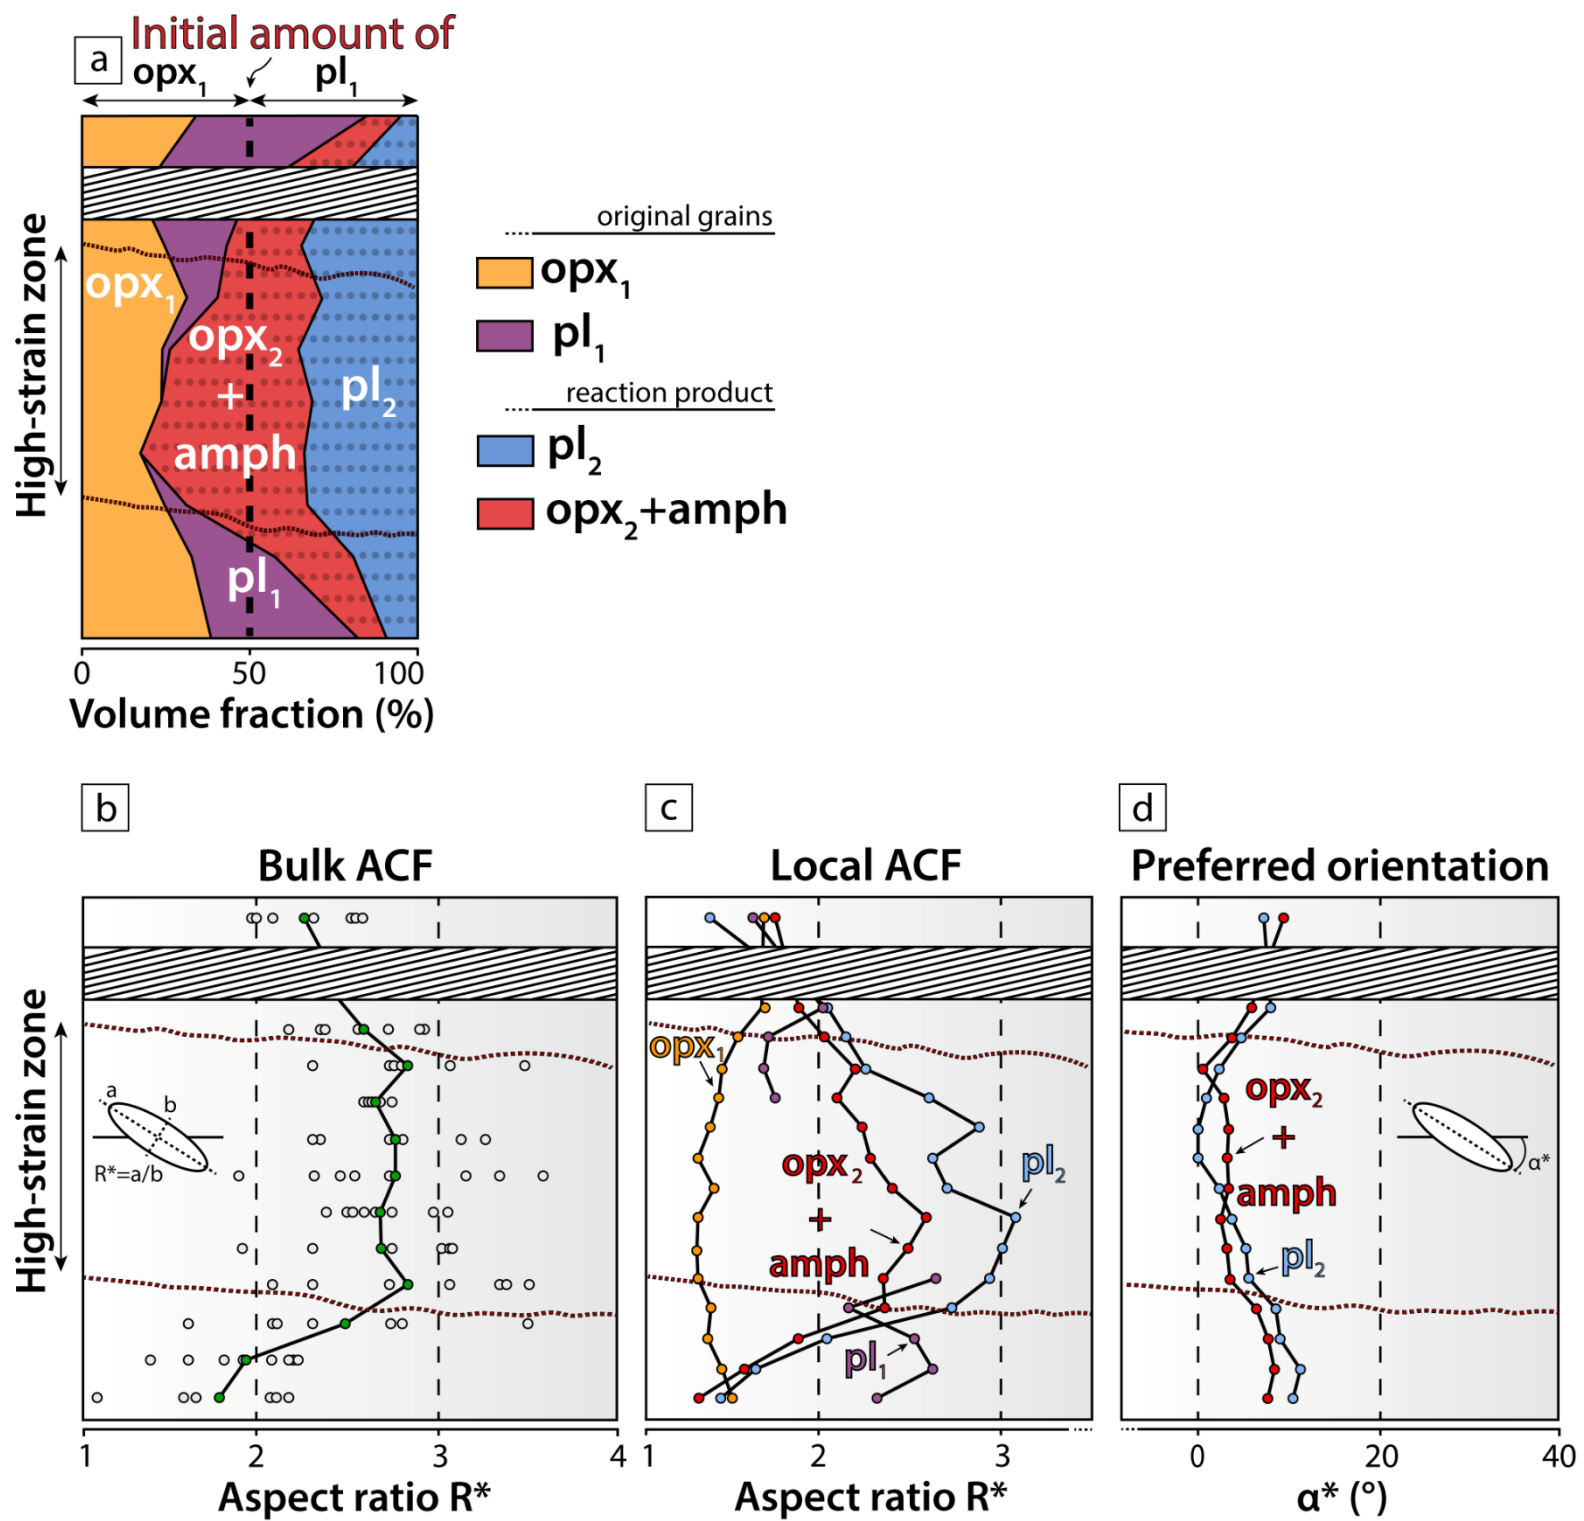 a
Initial amount of
opx₁ pl₁
High-strain zone
opx₁
opx₂
+
amph
pl₂
pl₁
0 50 100
Volume fraction (%)
original grains
opx₁
pl₁
reaction product
pl₂
opx₂+amph
b
Bulk ACF
High-strain zone
a
b
R*=a/b
1 2 3 4
Aspect ratio R*
c
Local ACF
opx₁
opx₂
+
amph
pl₂
pl₁
1 2 3
Aspect ratio R*
d
Preferred orientation
opx₂
+
amph
pl₂
α*
0 20 40
α* (°)